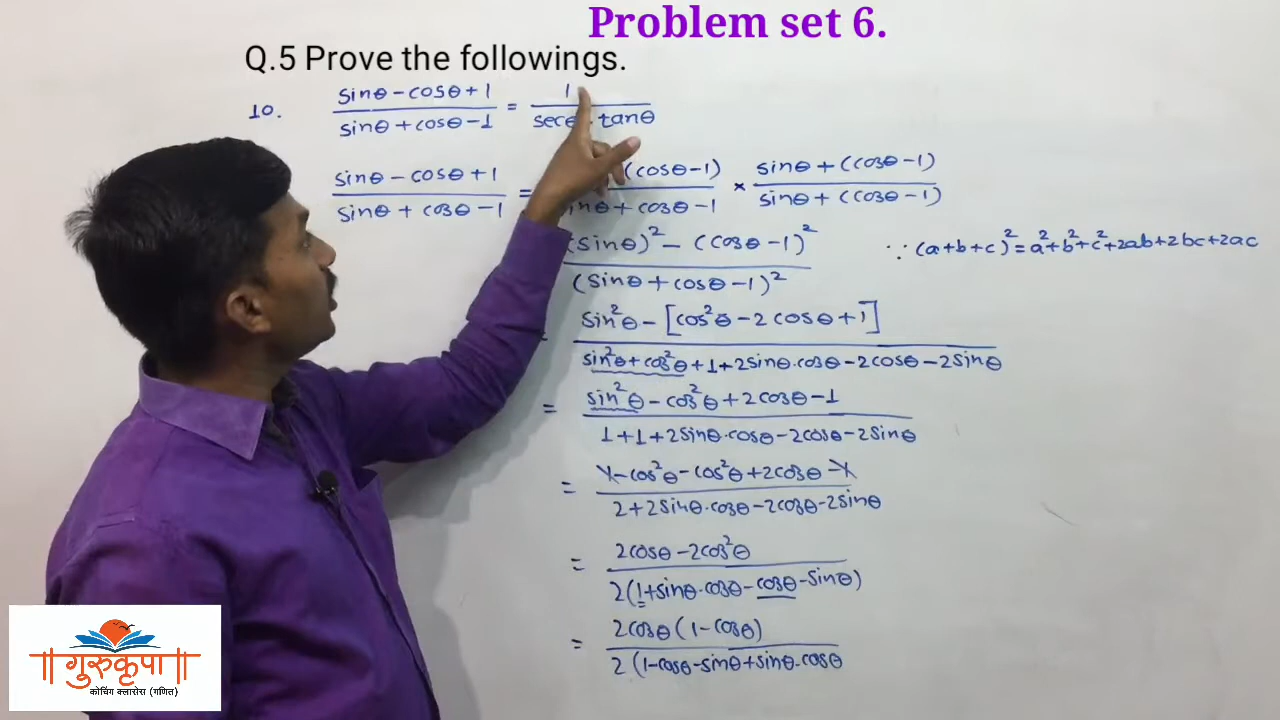 Problem set 6.
Q.5 Prove the followings.
10. sinθ - cosθ + 1 / sinθ + cosθ - 1 = 1 / secθ - tanθ
sinθ - cosθ + 1 / sinθ + cosθ - 1 = (cosθ - 1) / sinθ + cosθ - 1 × sinθ + (cosθ - 1) / sinθ + (cosθ - 1)
(sinθ)² - (cosθ - 1)² / (sinθ + cosθ - 1)² ∵ (a+b+c)² = a²+b²+c²+2ab+2bc+2ac
= sin²θ - [cos²θ - 2cosθ + 1] / sin²θ + cos²θ + 1 + 2sinθ.cosθ - 2cosθ - 2sinθ
= sin²θ - cos²θ + 2cosθ - 1 / 1 + 1 + 2sinθ.cosθ - 2cosθ - 2sinθ
= 1 - cos²θ - cos²θ + 2cosθ - 1 / 2 + 2sinθ.cosθ - 2cosθ - 2sinθ
= 2cosθ - 2cos²θ / 2(1 + sinθ.cosθ - cosθ - sinθ)
= 2cosθ(1 - cosθ) / 2(1 - cosθ - sinθ + sinθ.cosθ
गुरुकृपा
कोचिंग क्लासेस (गणित)